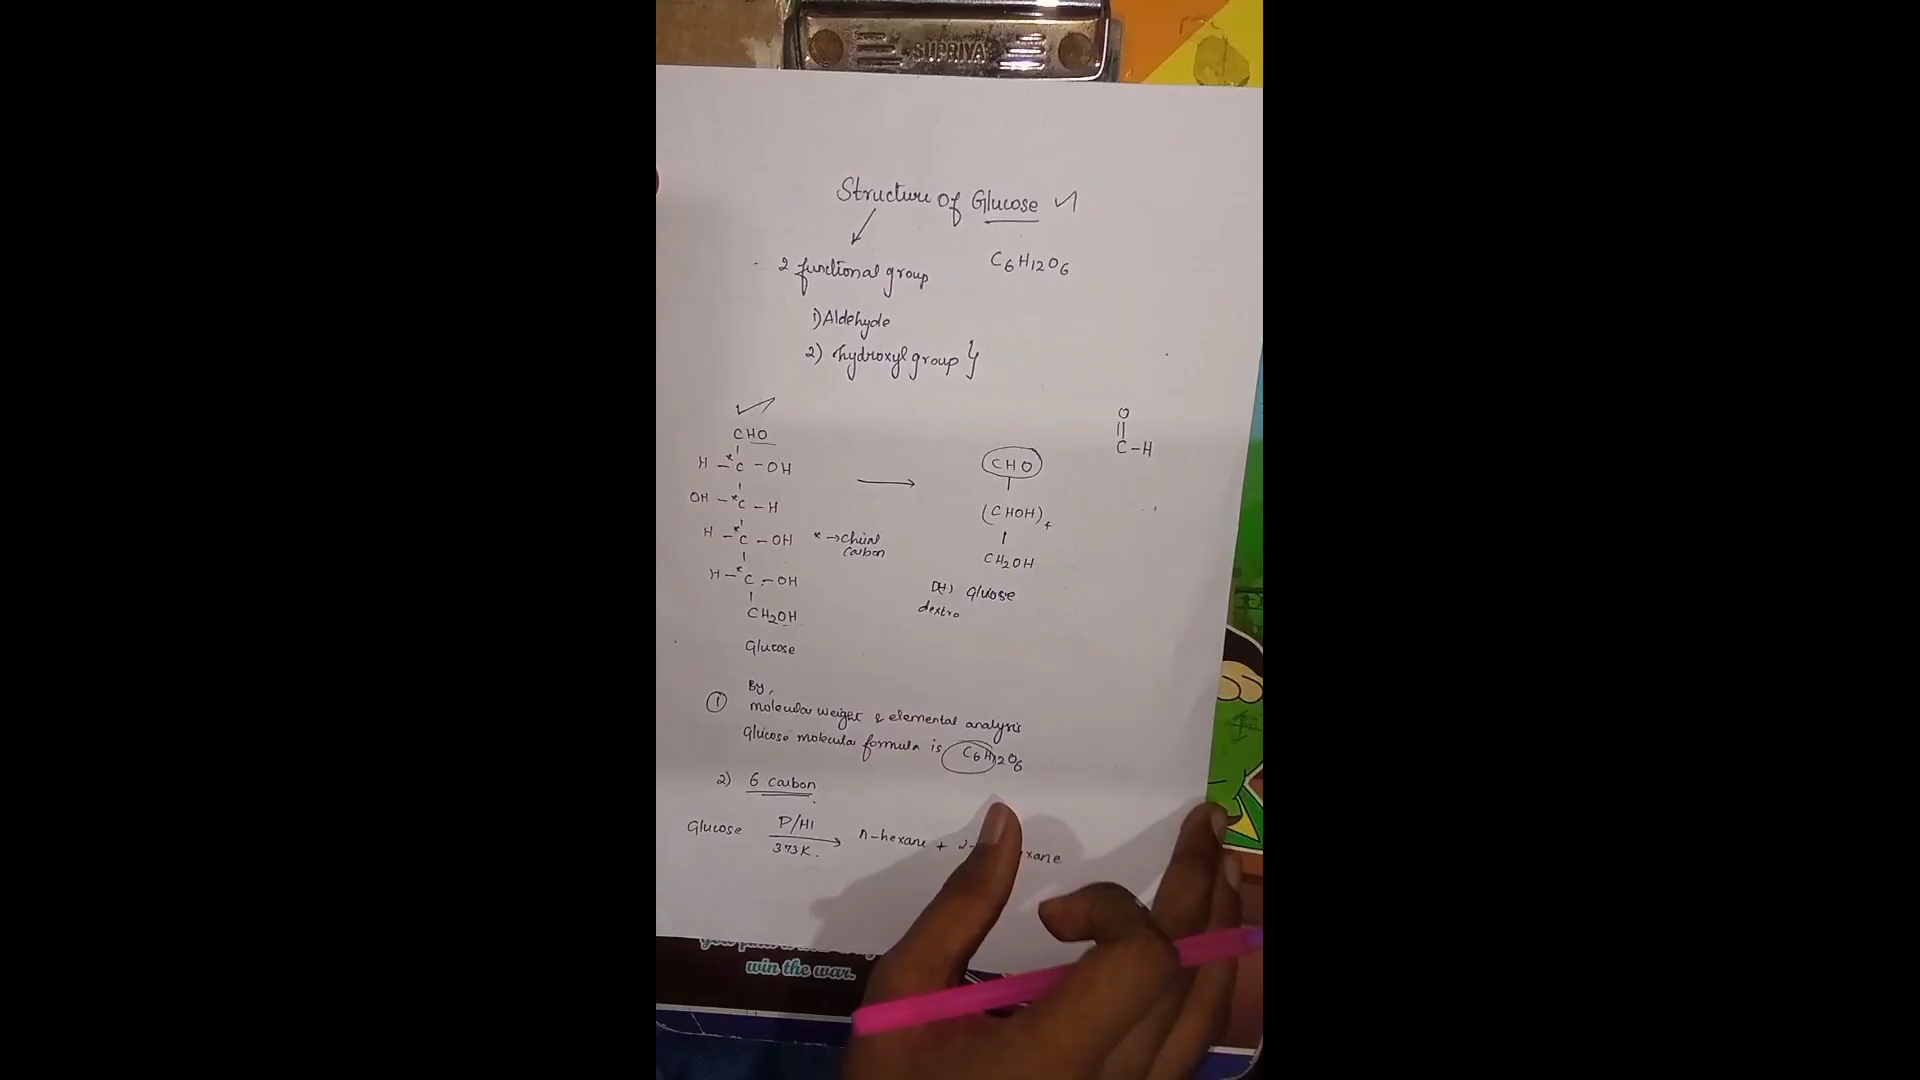 SUPRIYA
Structure Of Glucose ✓
2 functional group
C6H12O6
1) Aldehyde
2) hydroxyl group }
✓
CHO
|
H - *C - OH
|
OH - *C - H
|
H - *C - OH
|
H - *C - OH
|
CH2OH
Glucose
* → Chiral
Carbon
→
CHO
|
(CHOH)4
|
CH2OH
D(+) Glucose
dextro
O
||
C - H
① By,
molecular weight & elemental analysis
Glucose molecular formula is C6H12O6
2) 6 carbon
Glucose P/HI → n-hexane + 2-
373K.
xane
win the war.